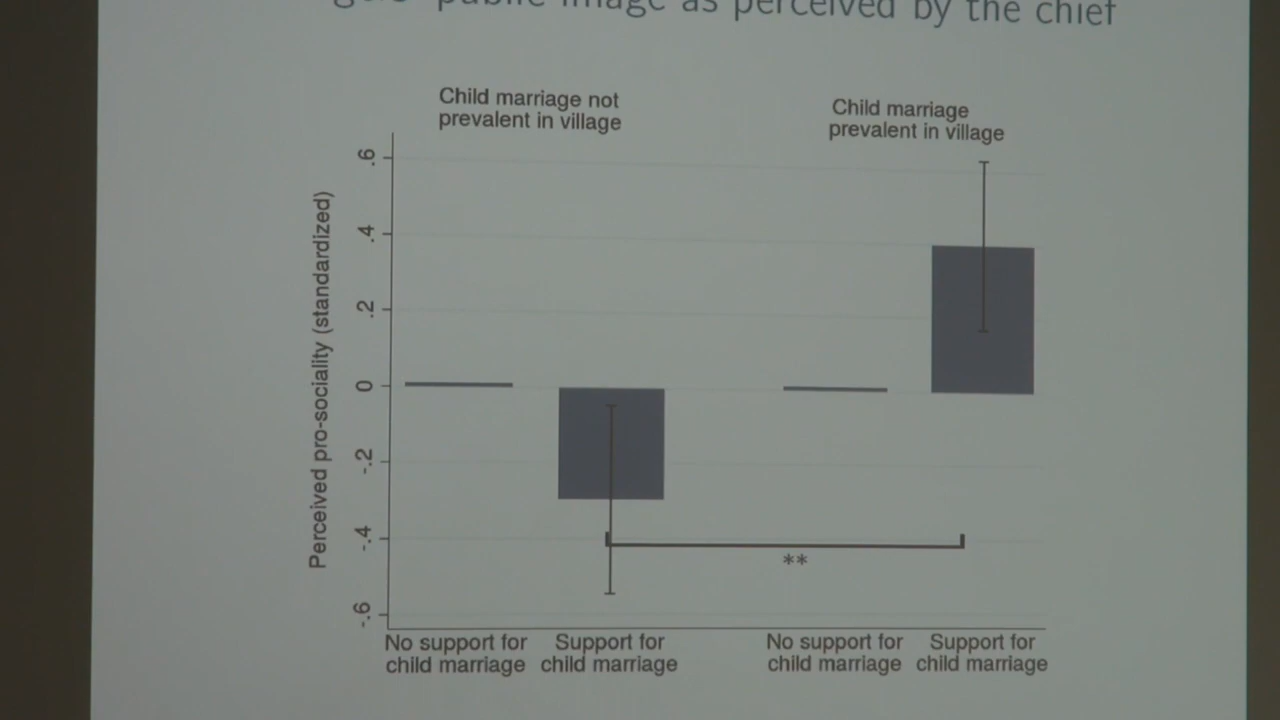 public image as perceived by the chief
Child marriage not
prevalent in village
Child marriage
prevalent in village
Perceived pro-sociality (standardized)
.6
.4
.2
0
-.2
-.4
-.6
**
No support for
child marriage
Support for
child marriage
No support for
child marriage
Support for
child marriage